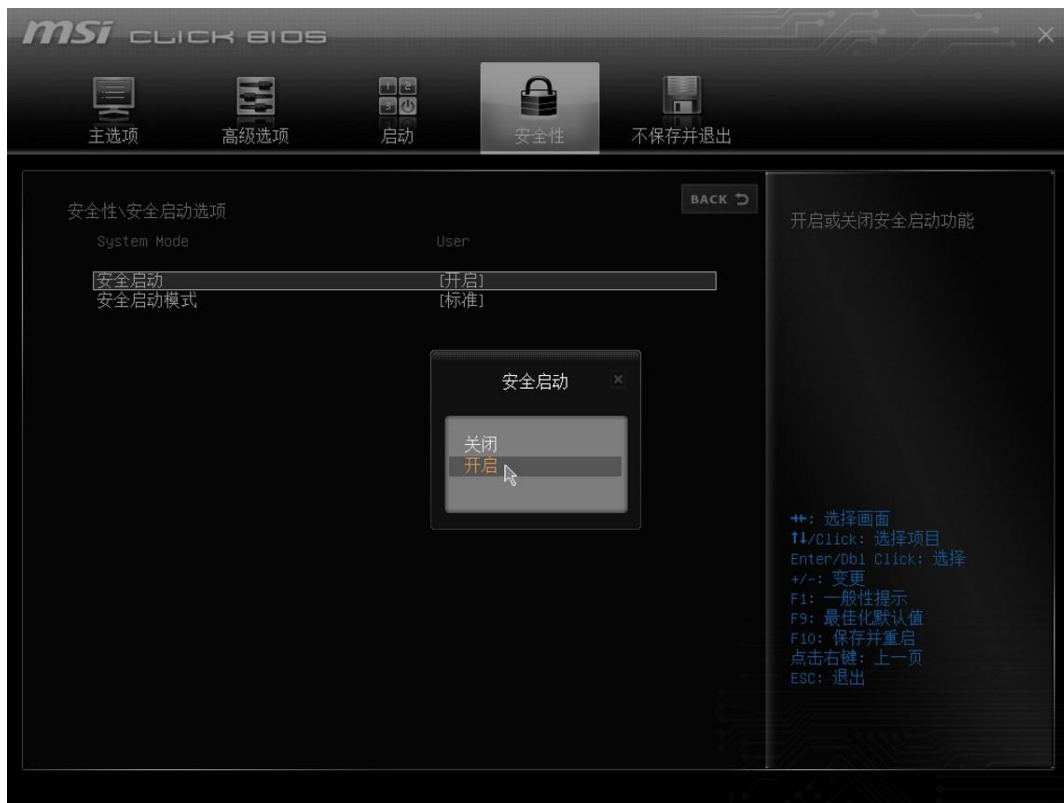 msi CLICK BIOS
主选项
高级选项
启动
安全性
不保存并退出
BACK
安全性\安全启动选项
System Mode User
安全启动 [开启]
安全启动模式 [标准]
安全启动
关闭
开启
开启或关闭安全启动功能
→←: 选择画面
↑↓/Click: 选择项目
Enter/Dbl Click: 选择
+/-: 变更
F1: 一般性提示
F9: 最佳化默认值
F10: 保存并重启
点击右键: 上一页
ESC: 退出